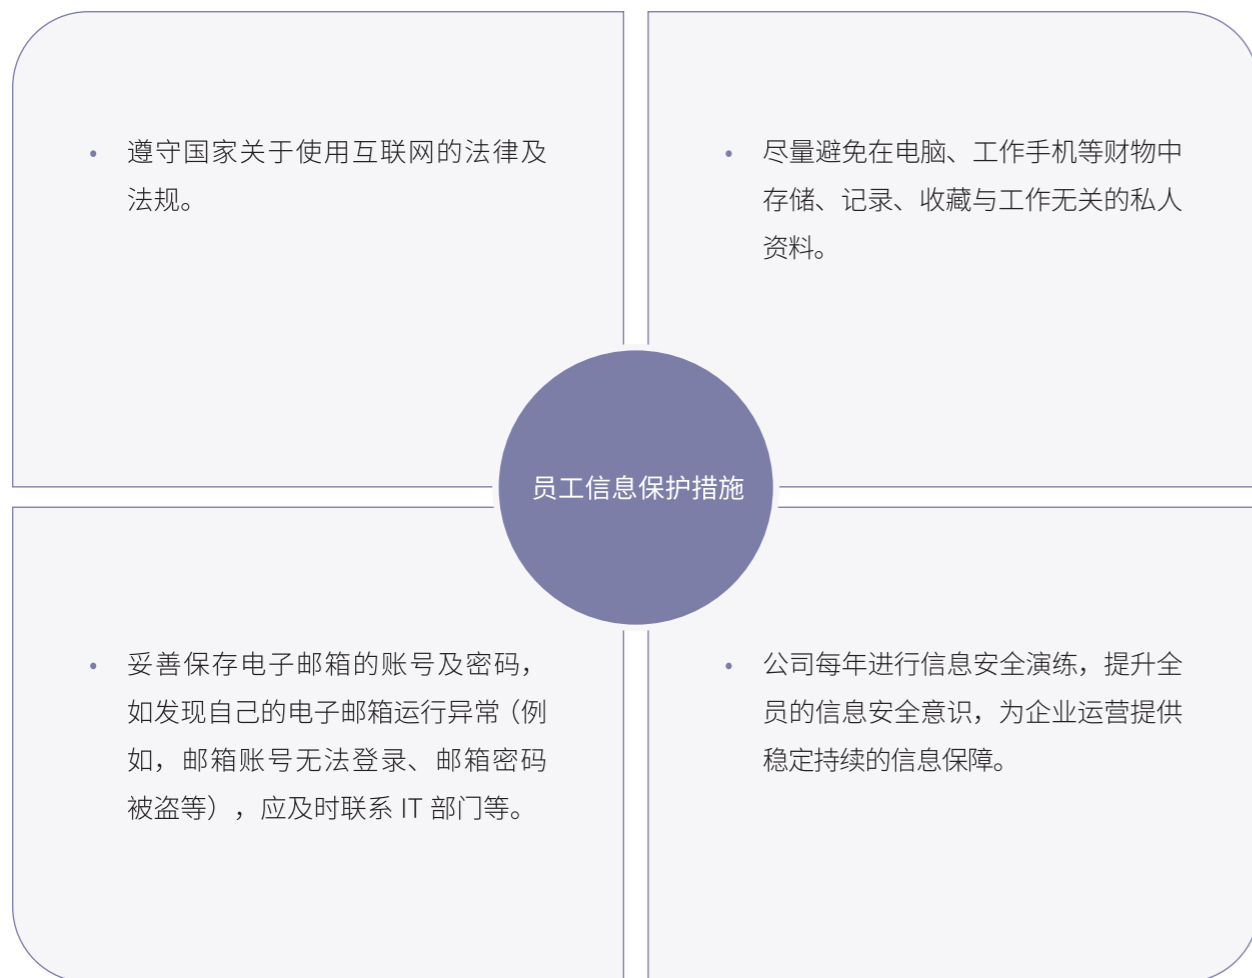 • 遵守国家关于使用互联网的法律及
法规。
• 尽量避免在电脑、工作手机等财物中
存储、记录、收藏与工作无关的私人
资料。
员工信息保护措施
• 妥善保存电子邮箱的账号及密码，
如发现自己的电子邮箱运行异常（例
如，邮箱账号无法登录、邮箱密码
被盗等），应及时联系 IT 部门等。
• 公司每年进行信息安全演练，提升全
员的信息安全意识，为企业运营提供
稳定持续的信息保障。